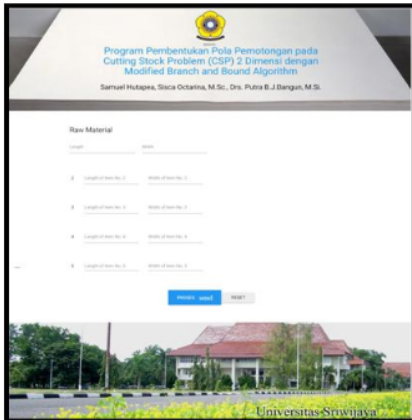 Program Pembentukan Pola Pemotongan pada
Cutting Stock Problem (CSP) 2 Dimensi dengan
Modified Branch and Bound Algorithm
Samuel Hutapea, Sisca Octarina, M.Sc., Drs. Putra B.J.Bangun, M.Si.
Raw Material
Length Width
2 Length of Item No. 2 Width of Item No. 2
3 Length of Item No. 3 Width of Item No. 3
4 Length of Item No. 4 Width of Item No. 4
5 Length of Item No. 5 Width of Item No. 5
PROSES send RESET
Universitas Sriwijaya